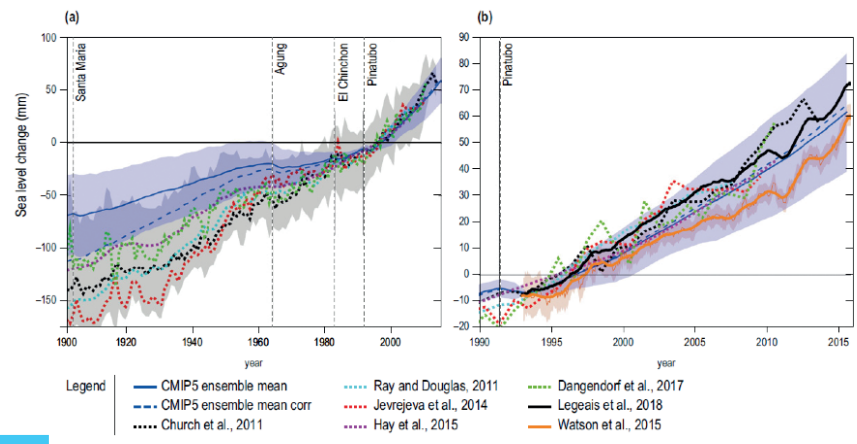 (a)
(b)
Sea level change (mm)
100
50
0
−50
−100
−150
Santa Maria
Agung
El Chinchon
Pinatubo
1900
1920
1940
1960
1980
2000
year
90
80
70
60
50
40
30
20
10
0
−10
−20
Pinatubo
1990
1995
2000
2005
2010
2015
year
Legend
CMIP5 ensemble mean
CMIP5 ensemble mean corr
Church et al., 2011
Ray and Douglas, 2011
Jevrejeva et al., 2014
Hay et al., 2015
Dangendorf et al., 2017
Legeais et al., 2018
Watson et al., 2015